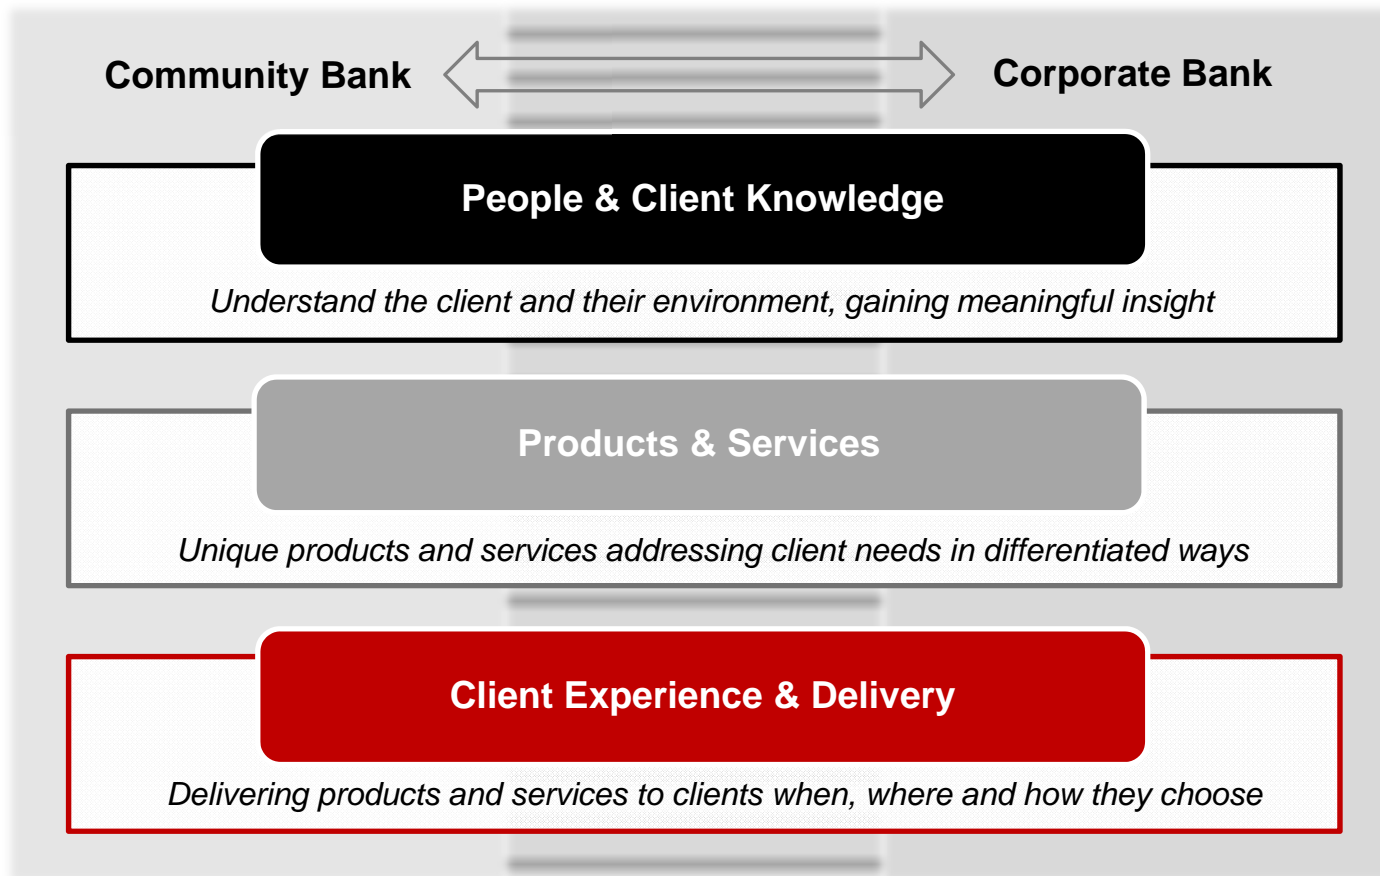 Community Bank
Corporate Bank
People & Client Knowledge
Understand the client and their environment, gaining meaningful insight
Products & Services
Unique products and services addressing client needs in differentiated ways
Client Experience & Delivery
Delivering products and services to clients when, where and how they choose